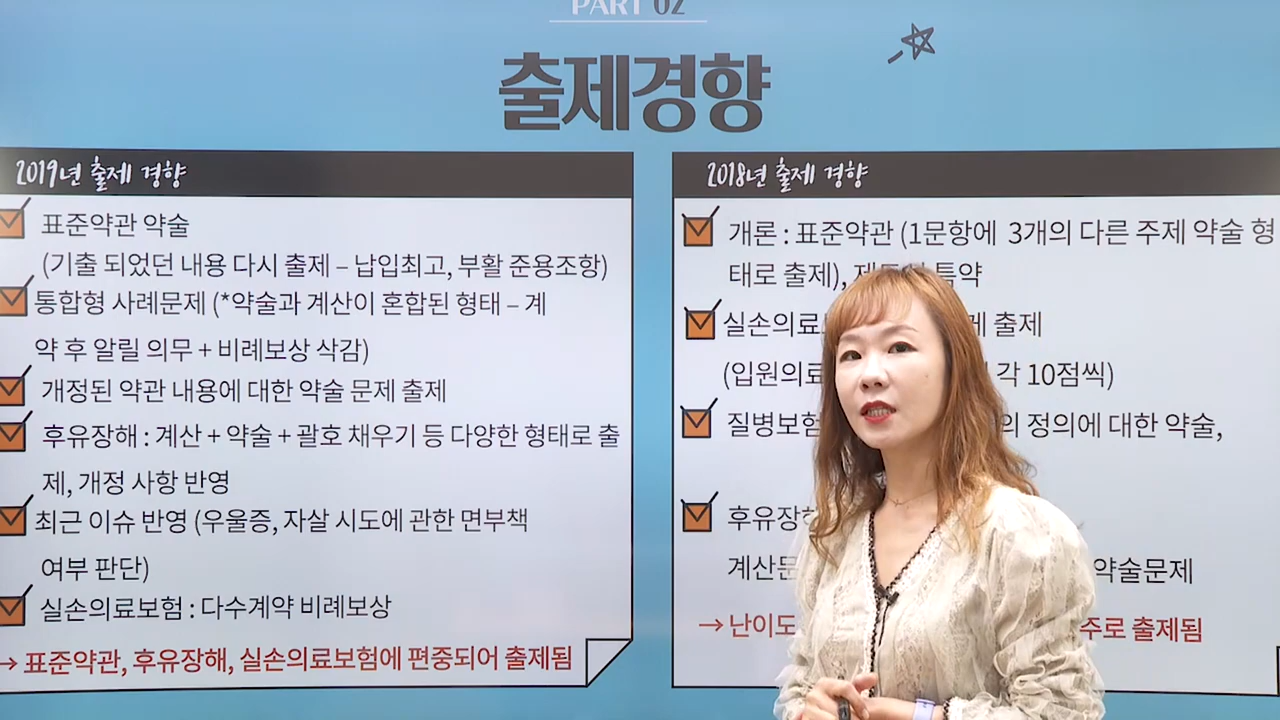 PART 02
출제경향
2019년 출제 경향
표준약관 약술
(기출 되었던 내용 다시 출제 – 납입최고, 부활 준용조항)
통합형 사례문제 (*약술과 계산이 혼합된 형태 – 계
약 후 알릴 의무 + 비례보상 삭감)
개정된 약관 내용에 대한 약술 문제 출제
후유장해 : 계산 + 약술 + 괄호 채우기 등 다양한 형태로 출
제, 개정 사항 반영
최근 이슈 반영 (우울증, 자살 시도에 관한 면부책
여부 판단)
실손의료보험 : 다수계약 비례보상
→ 표준약관, 후유장해, 실손의료보험에 편중되어 출제됨
2018년 출제 경향
개론 : 표준약관 (1문항에 3개의 다른 주제 약술 형
태로 출제), 특약
실손의료 출제
(입원의료 각 10점씩)
질병보험 정의에 대한 약술,
후유장해
계산문 약술문제
→ 난이도 주로 출제됨